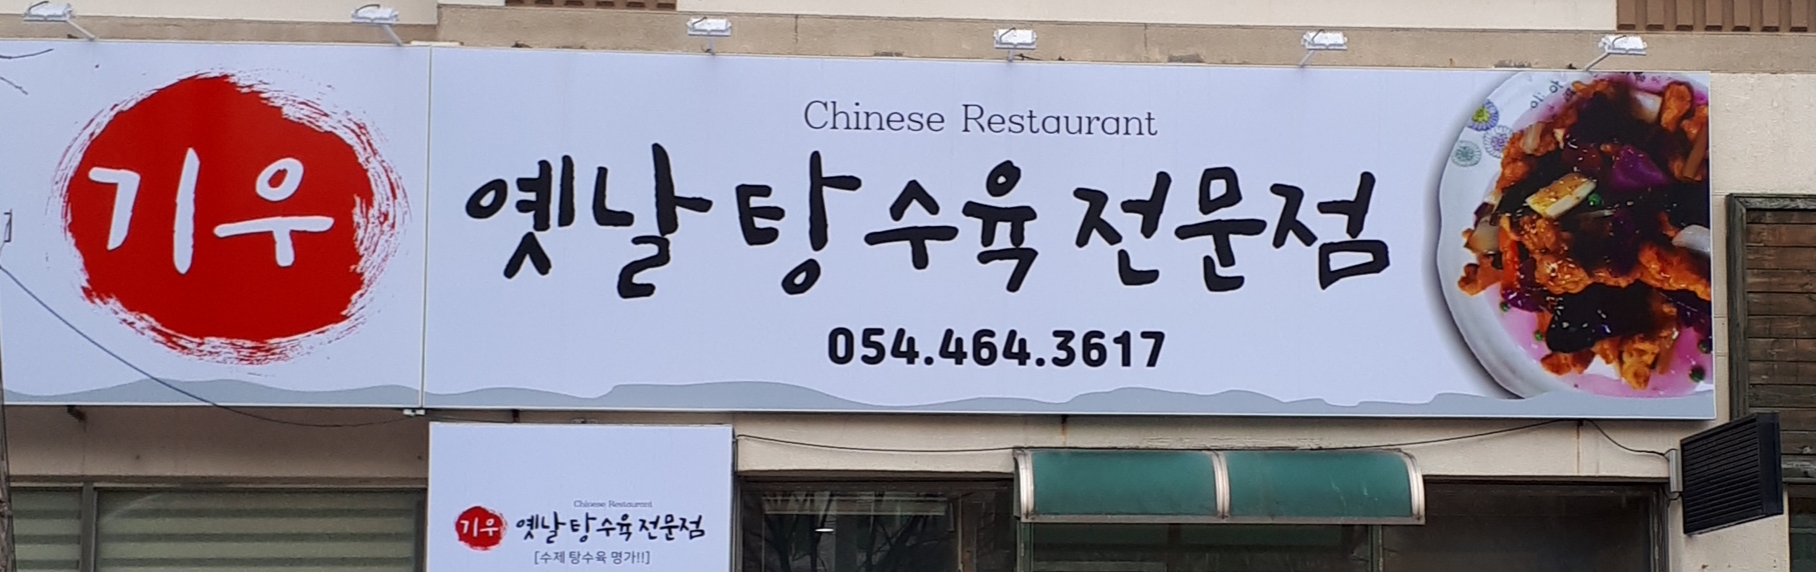 기우
Chinese Restaurant
옛날 탕수육 전문점
054.464.3617
Chinese Restaurant
기우 옛날 탕수육 전문점
[수제 탕수육 명가!!]